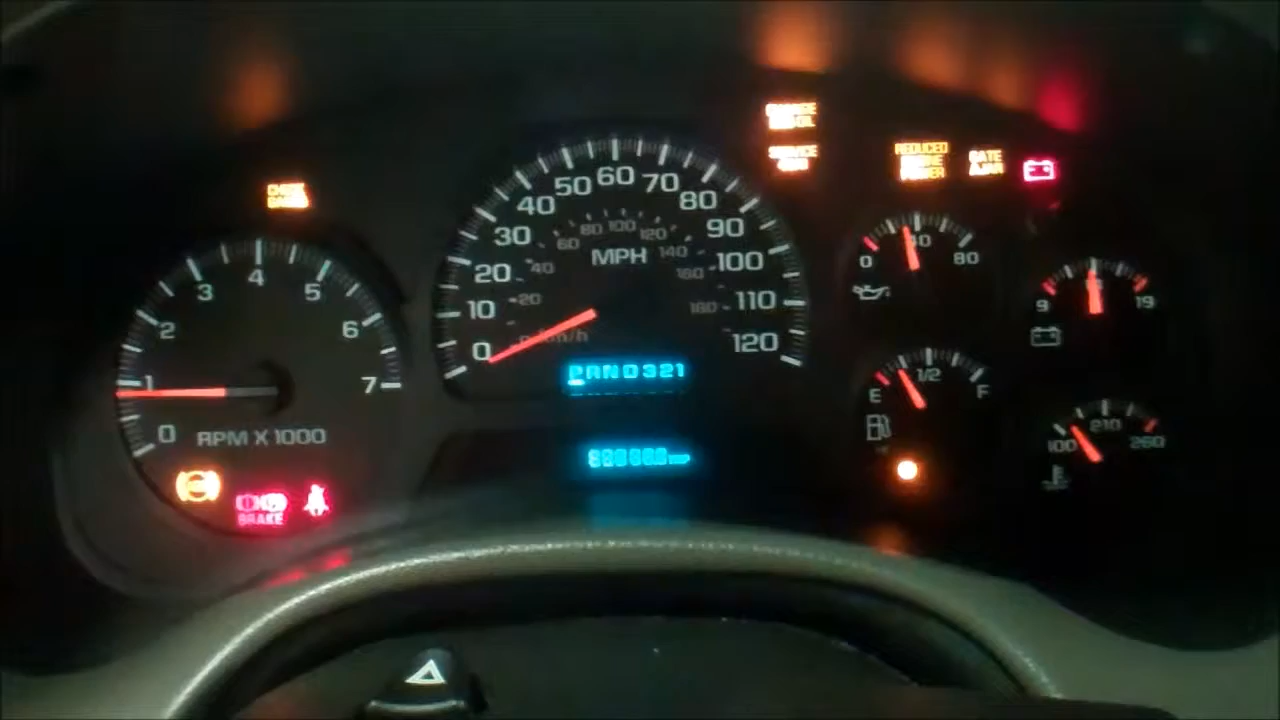 CHANGE
SERVICE
REDUCED
ENGINE
POWER
GATE
AJAR
CHECK
0 1 2 3 4 5 6 7
RPM X 1000
BRAKE
0 10 20 30 40 50 60 70 80 90 100 110 120
20 40 60 80 100 120 140 160 180
MPH
km/h
PRND321
0 40 80
9 19
E 1/2 F
100 210 260